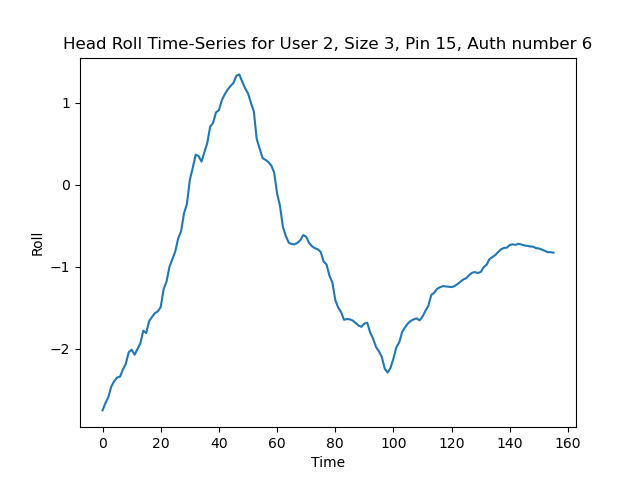 Head Roll Time-Series for User 2, Size 3, Pin 15, Auth number 6
1
0
−1
−2
Roll
0 20 40 60 80 100 120 140 160
Time